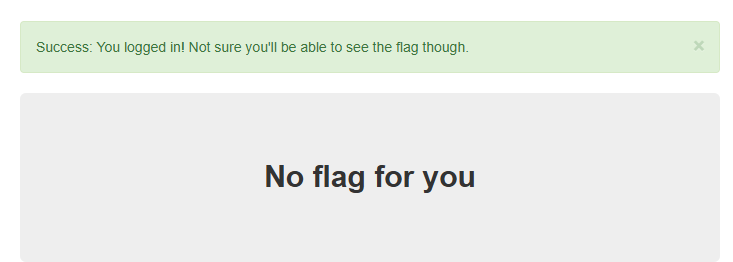 Success: You logged in! Not sure you'll be able to see the flag though.
×
No flag for you